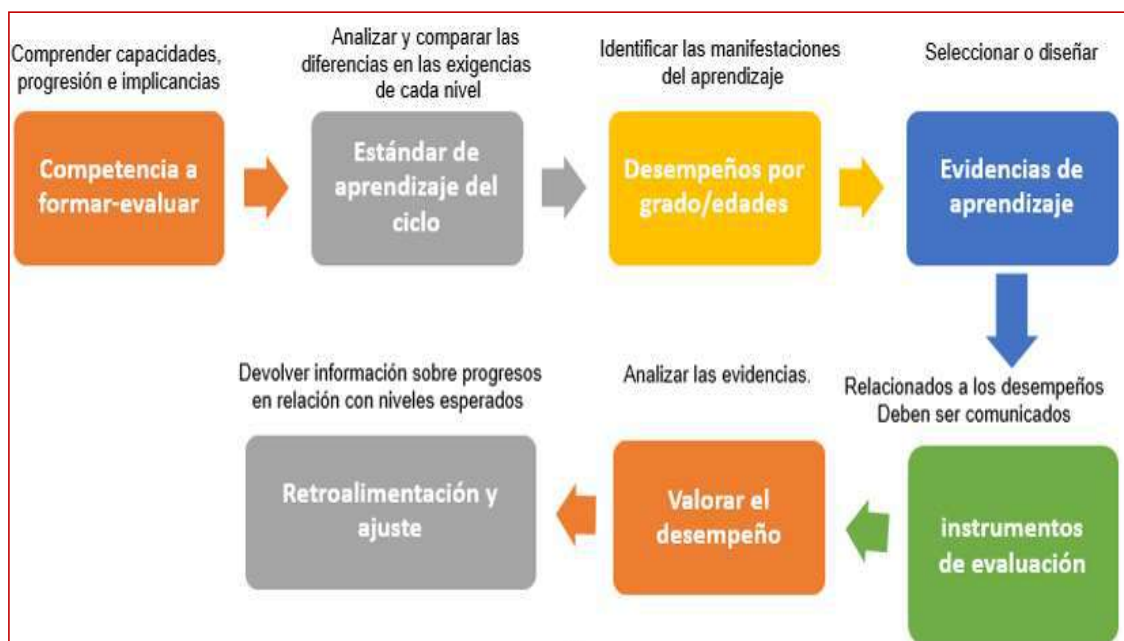 Comprender capacidades,
progresión e implicancias
Competencia a
formar-evaluar
Analizar y comparar las
diferencias en las exigencias
de cada nivel
Estándar de
aprendizaje del
ciclo
Identificar las manifestaciones
del aprendizaje
Desempeños por
grado/edades
Seleccionar o diseñar
Evidencias de
aprendizaje
Relacionados a los desempeños
Deben ser comunicados
instrumentos
de evaluación
Analizar las evidencias.
Valorar el
desempeño
Devolver información sobre progresos
en relación con niveles esperados
Retroalimentación y
ajuste